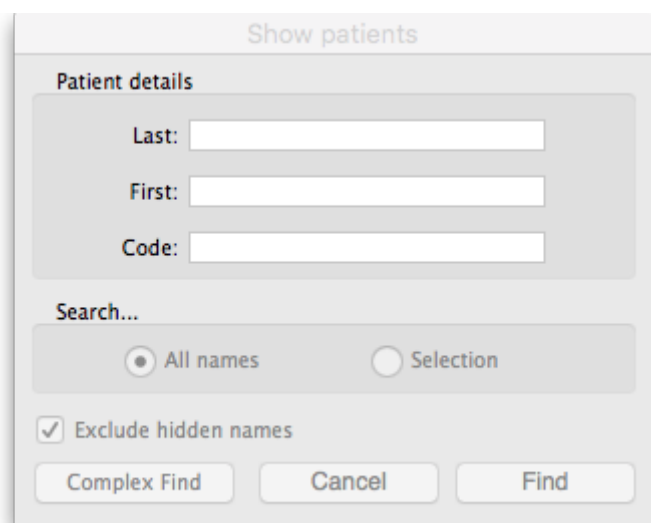 Show patients
Patient details
Last:
First:
Code:
Search...
All names Selection
Exclude hidden names
Complex Find Cancel Find